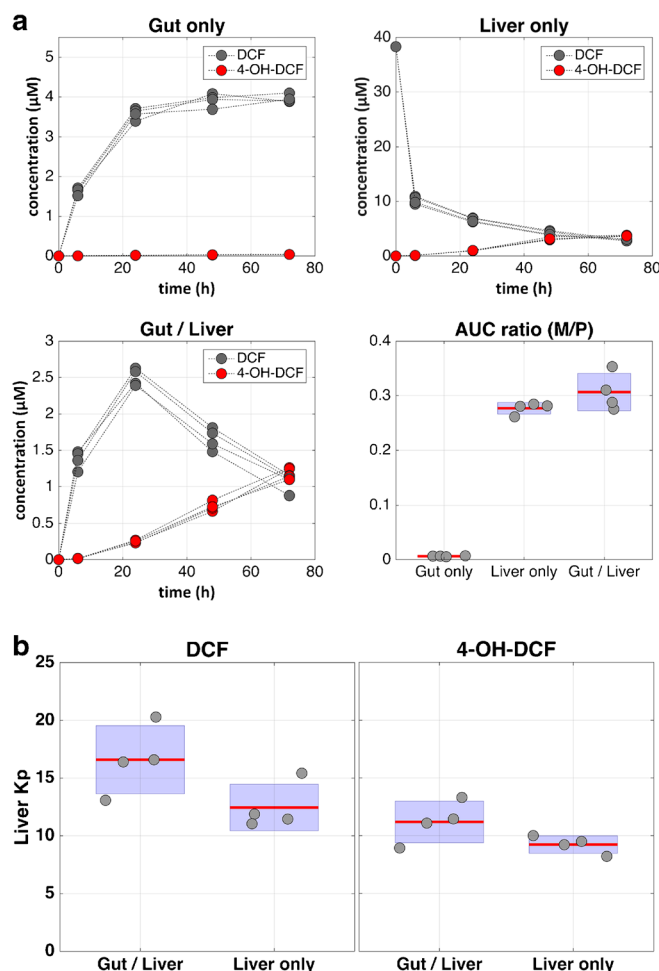 a
Gut only
5
4
3
2
1
0
0 20 40 60 80
concentration (µM)
time (h)
DCF
4-OH-DCF
Liver only
40
30
20
10
0
0 20 40 60 80
concentration (µM)
time (h)
DCF
4-OH-DCF
Gut / Liver
3
2.5
2
1.5
1
0.5
0
0 20 40 60 80
concentration (µM)
time (h)
DCF
4-OH-DCF
AUC ratio (M/P)
0.4
0.3
0.2
0.1
0
Gut only Liver only Gut / Liver
b
DCF 4-OH-DCF
25
20
15
10
5
0
Liver Kp
Gut / Liver Liver only Gut / Liver Liver only